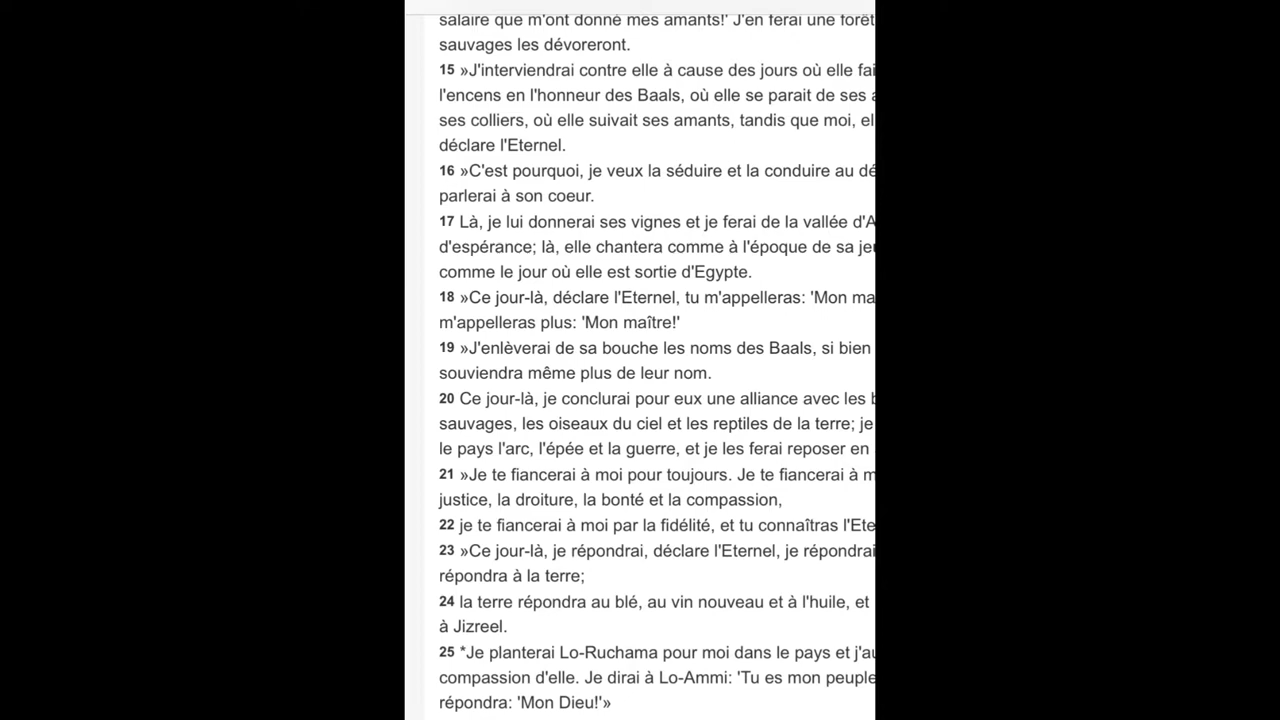 salaire que m'ont donné mes amants!' J'en ferai une forêt
sauvages les dévoreront.
15 »J'interviendrai contre elle à cause des jours où elle fai
l'encens en l'honneur des Baals, où elle se parait de ses a
ses colliers, où elle suivait ses amants, tandis que moi, el
déclare l'Eternel.
16 »C'est pourquoi, je veux la séduire et la conduire au dé
parlerai à son coeur.
17 Là, je lui donnerai ses vignes et je ferai de la vallée d'A
d'espérance; là, elle chantera comme à l'époque de sa jeu
comme le jour où elle est sortie d'Egypte.
18 »Ce jour-là, déclare l'Eternel, tu m'appelleras: 'Mon ma
m'appelleras plus: 'Mon maître!'
19 »J'enlèverai de sa bouche les noms des Baals, si bien
souviendra même plus de leur nom.
20 Ce jour-là, je conclurai pour eux une alliance avec les b
sauvages, les oiseaux du ciel et les reptiles de la terre; je
le pays l'arc, l'épée et la guerre, et je les ferai reposer en
21 »Je te fiancerai à moi pour toujours. Je te fiancerai à m
justice, la droiture, la bonté et la compassion,
22 je te fiancerai à moi par la fidélité, et tu connaîtras l'Ete
23 »Ce jour-là, je répondrai, déclare l'Eternel, je répondrai
répondra à la terre;
24 la terre répondra au blé, au vin nouveau et à l'huile, et
à Jizreel.
25 *Je planterai Lo-Ruchama pour moi dans le pays et j'au
compassion d'elle. Je dirai à Lo-Ammi: 'Tu es mon peuple
répondra: 'Mon Dieu!'»